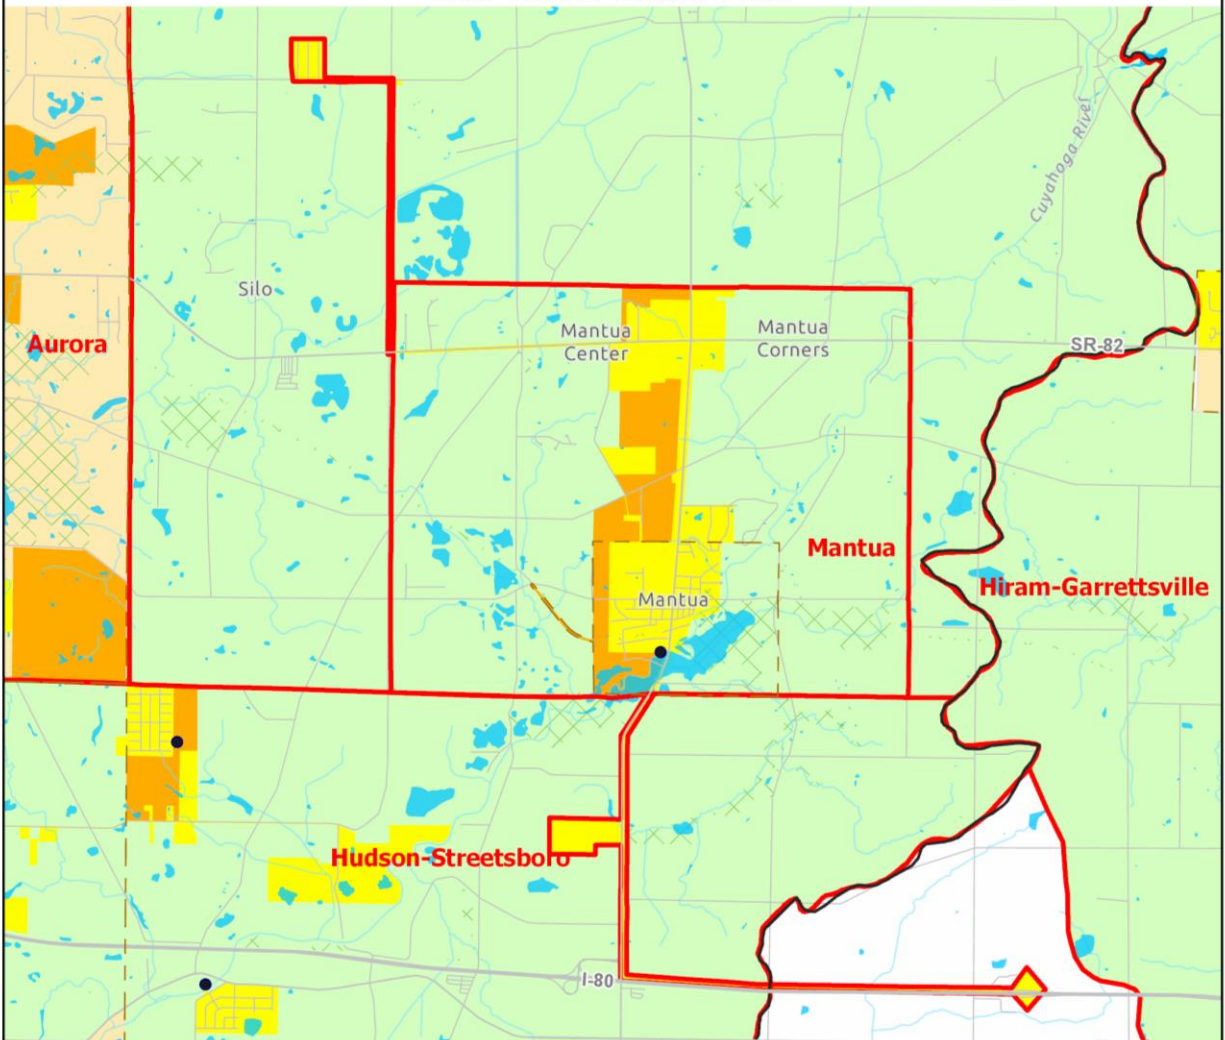 Cuyahoga River
Silo
Aurora
Mantua
Center
Mantua
Corners
SR-82
Mantua
Hiram-Garrettsville
Mantua
Hudson-Streetsboro
I-80